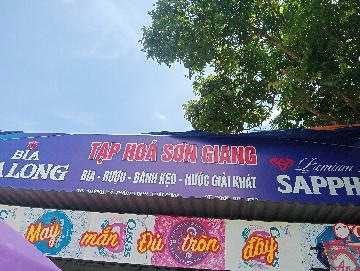 BIA
LONG
TẠP HOÁ SƠN GIANG
BIA - RƯỢU - BÁNH KẸO - NƯỚC GIẢI KHÁT
Premium
SAPPH
May mắn Đủ tròn đầy